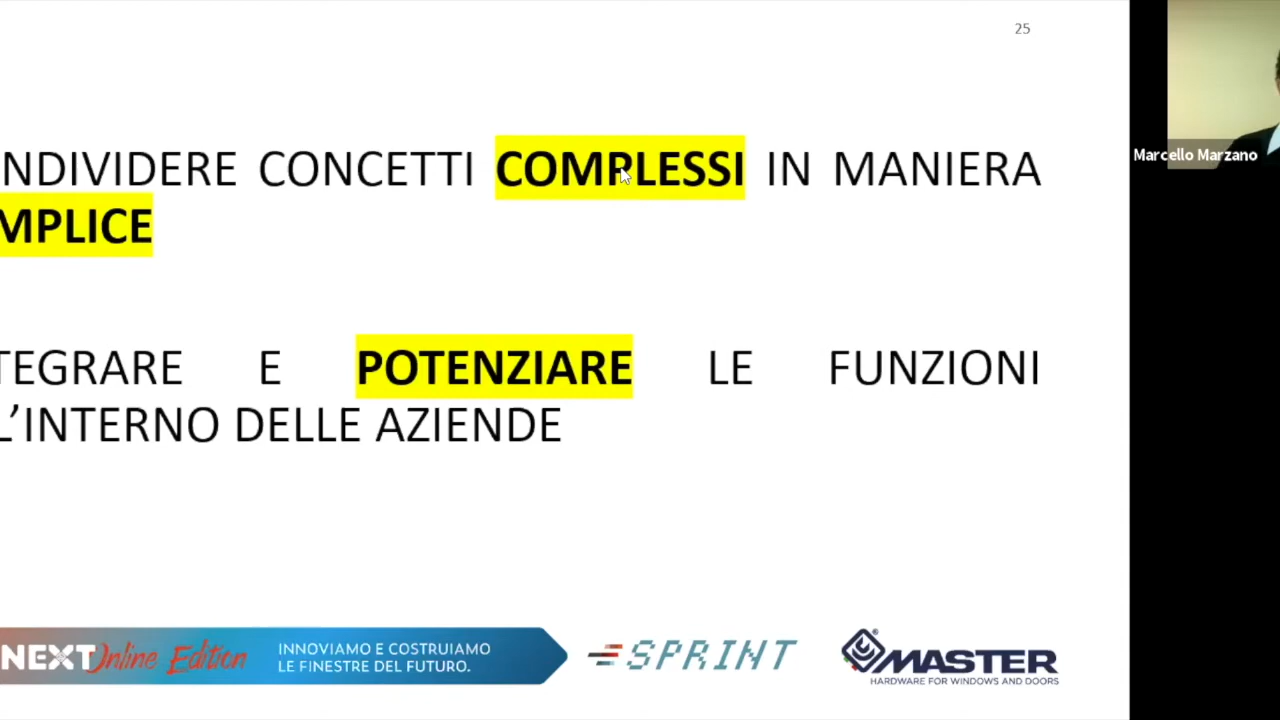 25
NDIVIDERE CONCETTI COMPLESSI IN MANIERA
MPLICE
TEGRARE E POTENZIARE LE FUNZIONI
L'INTERNO DELLE AZIENDE
Marcello Marzano
NEXT Online Edition
INNOVIAMO E COSTRUIAMO
LE FINESTRE DEL FUTURO.
SPRINT
MASTER
HARDWARE FOR WINDOWS AND DOORS